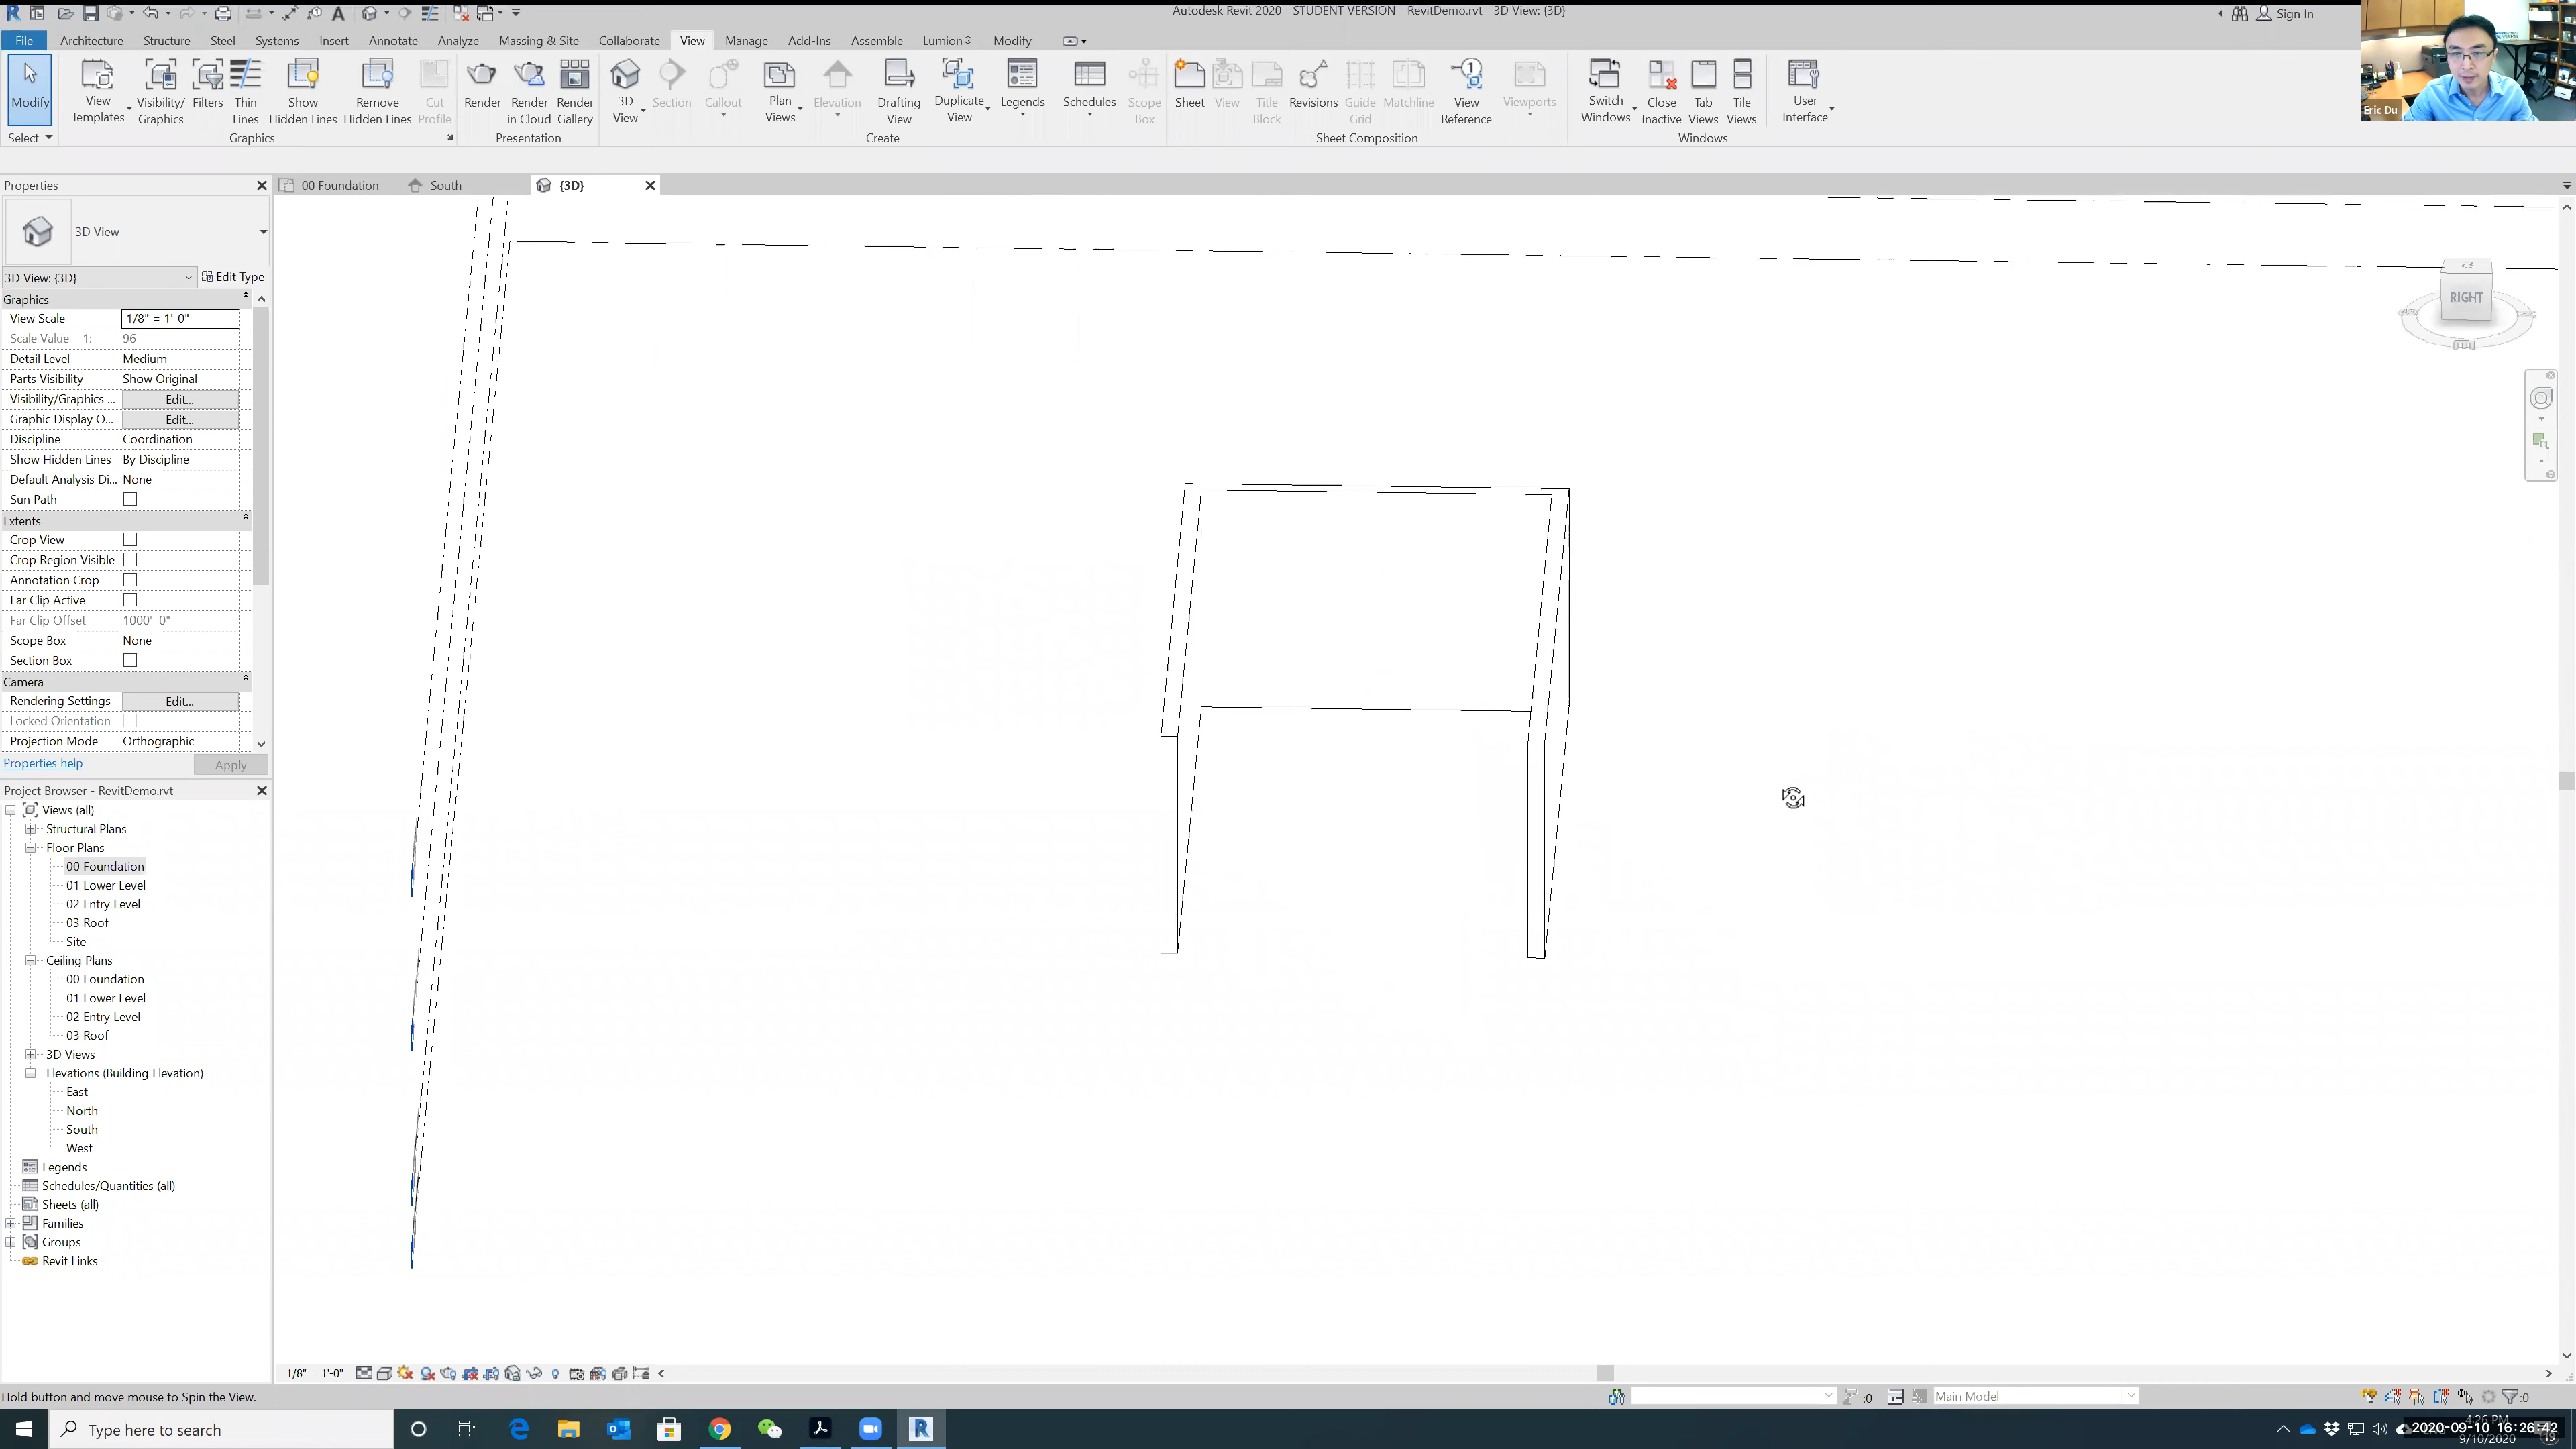 Autodesk Revit 2020 - STUDENT VERSION - RevitDemo.rvt - 3D View: {3D}
Sign In
File Architecture Structure Steel Systems Insert Annotate Analyze Massing & Site Collaborate View Manage Add-Ins Assemble Lumion® Modify
Modify
View Templates
Visibility/ Graphics
Filters
Thin Lines
Show Hidden Lines
Remove Hidden Lines
Cut Profile
Render
Render in Cloud
Render Gallery
3D View
Section
Callout
Plan Views
Elevation
Drafting View
Duplicate View
Legends
Schedules
Scope Box
Sheet
View
Title Block
Revisions
Guide Grid
Matchline
View Reference
Viewports
Switch Windows
Close Inactive
Tab Views
Tile Views
User Interface
Eric Du
Select Graphics Presentation Create Sheet Composition Windows
Properties
00 Foundation South {3D}
3D View
3D View: {3D} Edit Type
Graphics
View Scale 1/8" = 1'-0"
Scale Value 1: 96
Detail Level Medium
Parts Visibility Show Original
Visibility/Graphics ... Edit...
Graphic Display O... Edit...
Discipline Coordination
Show Hidden Lines By Discipline
Default Analysis Di... None
Sun Path
Extents
Crop View
Crop Region Visible
Annotation Crop
Far Clip Active
Far Clip Offset 1000' 0"
Scope Box None
Section Box
Camera
Rendering Settings Edit...
Locked Orientation
Projection Mode Orthographic
Properties help Apply
RIGHT
Project Browser - RevitDemo.rvt
Views (all)
Structural Plans
Floor Plans
00 Foundation
01 Lower Level
02 Entry Level
03 Roof
Site
Ceiling Plans
00 Foundation
01 Lower Level
02 Entry Level
03 Roof
3D Views
Elevations (Building Elevation)
East
North
South
West
Legends
Schedules/Quantities (all)
Sheets (all)
Families
Groups
Revit Links
1/8" = 1'-0"
Hold button and move mouse to Spin the View.
:0
Main Model
:0
Type here to search
4:26 PM
2020-09-10 16:26:42
9/10/2020